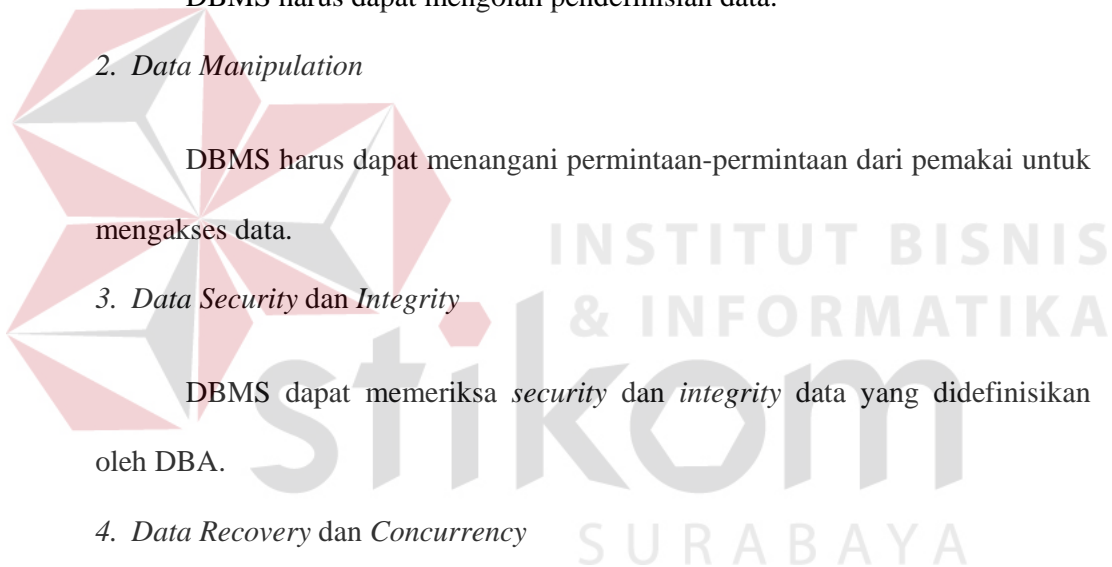 DBMS harus dapat mengolah pendefinisian data.
2. Data Manipulation
DBMS harus dapat menangani permintaan-permintaan dari pemakai untuk
mengakses data.
INSTITUT BISNIS
3. Data Security dan Integrity
& INFORMATIKA
stikom
DBMS dapat memeriksa security dan integrity data yang didefinisikan
oleh DBA.
4. Data Recovery dan Concurrency
SURABAYA